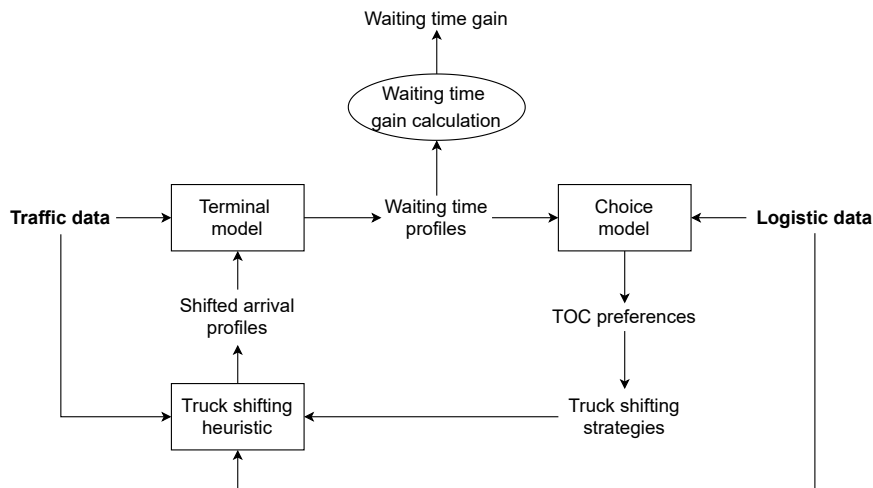 Waiting time gain
Waiting time
gain calculation
Traffic data
Terminal
model
Waiting time
profiles
Choice
model
Logistic data
Shifted arrival
profiles
TOC preferences
Truck shifting
heuristic
Truck shifting
strategies